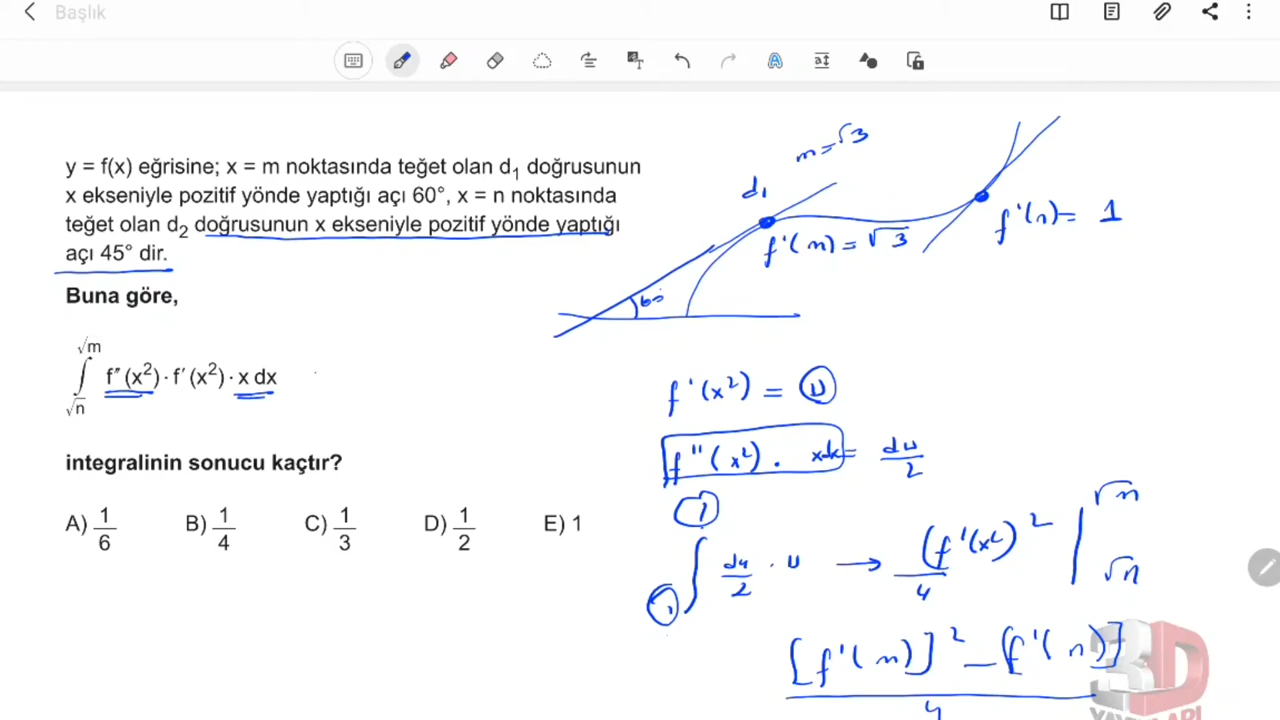 Başlık
y = f(x) eğrisine; x = m noktasında teğet olan d₁ doğrusunun
x ekseniyle pozitif yönde yaptığı açı 60°, x = n noktasında
teğet olan d₂ doğrusunun x ekseniyle pozitif yönde yaptığı
açı 45° dir.
Buna göre,
√m
∫ f″(x²) · f′(x²) · x dx
√n
integralinin sonucu kaçtır?
A) 1/6 B) 1/4 C) 1/3 D) 1/2 E) 1
m = √3
d₁
f'(m) = √3
60°
f'(n) = 1
f'(x²) = u
f''(x²) . xdx = du/2
∫ du/2 . u → (f'(x²))²/4 | √m √n
[f'(m)]² - [f'(n)]
4
3D
YAYINLARI